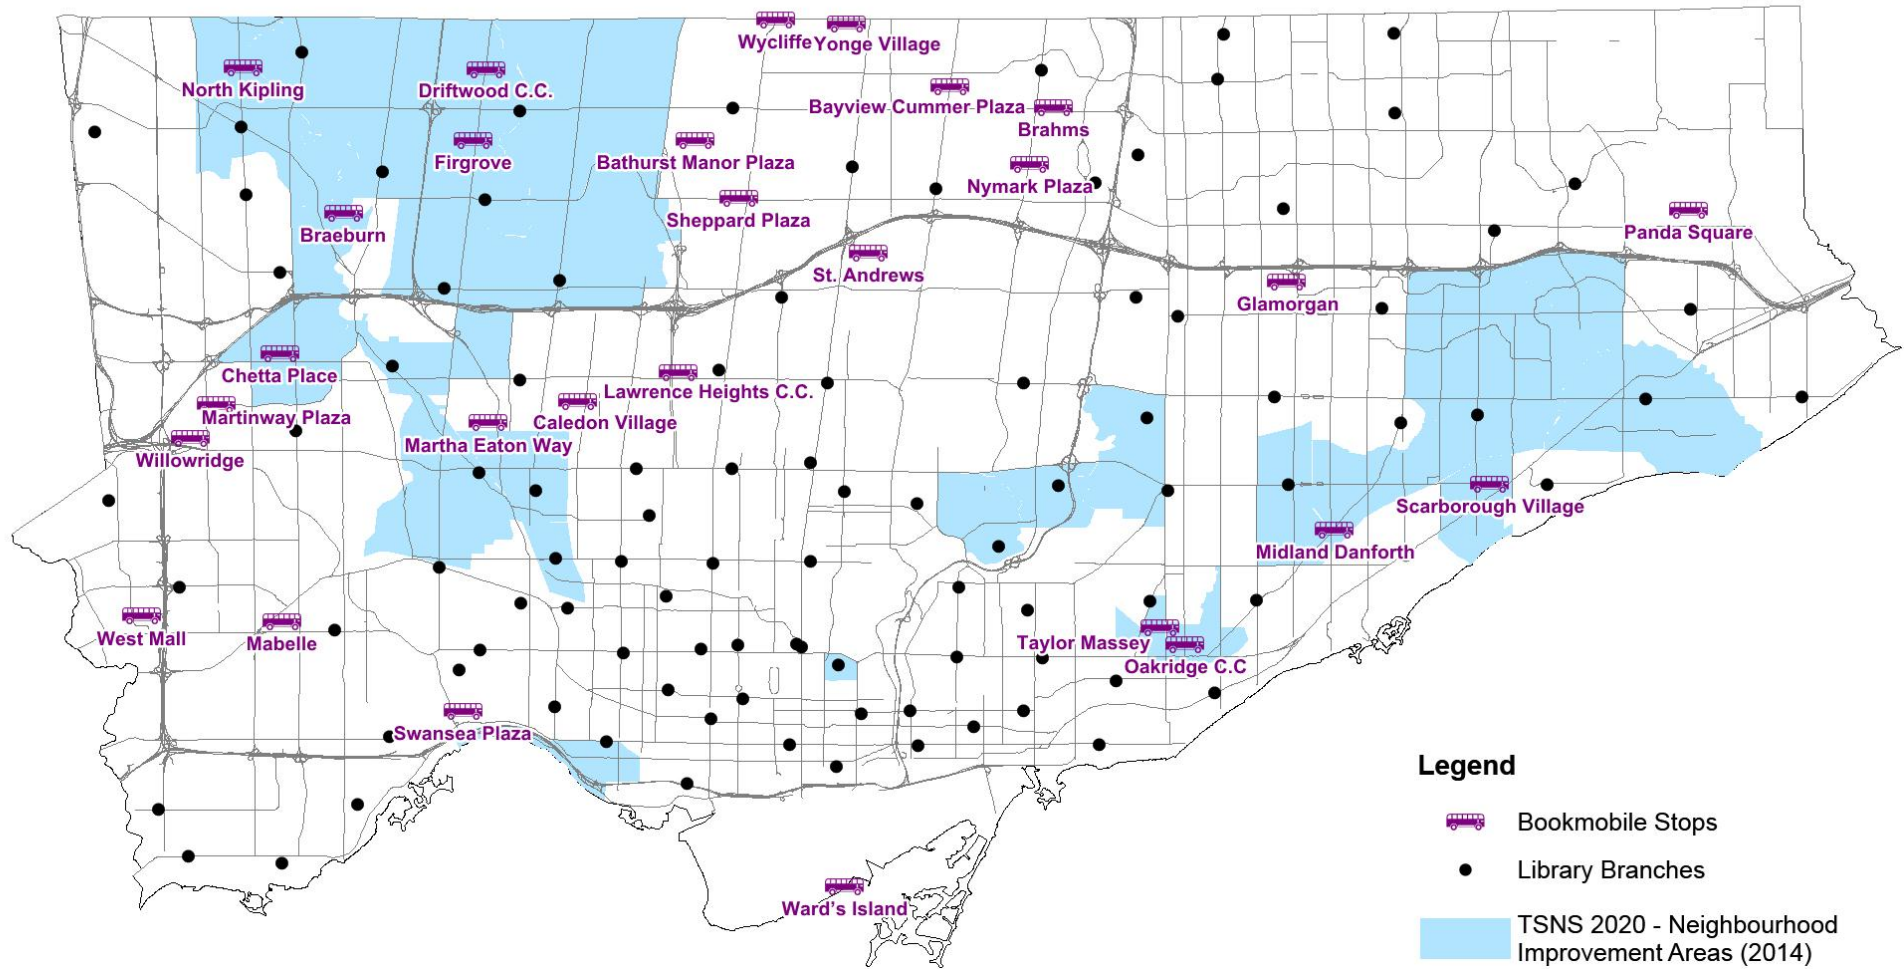 Wycliffe
Yonge Village
North Kipling
Driftwood C.C.
Bayview Cummer Plaza
Brahms
Firgrove
Bathurst Manor Plaza
Nymark Plaza
Sheppard Plaza
Braeburn
Panda Square
St. Andrews
Glamorgan
Chetta Place
Lawrence Heights C.C.
Martinway Plaza
Caledon Village
Martha Eaton Way
Willowridge
Scarborough Village
Midland Danforth
West Mall
Mabelle
Taylor Massey
Oakridge C.C
Swansea Plaza
Ward's Island
Legend
Bookmobile Stops
Library Branches
TSNS 2020 - Neighbourhood
Improvement Areas (2014)